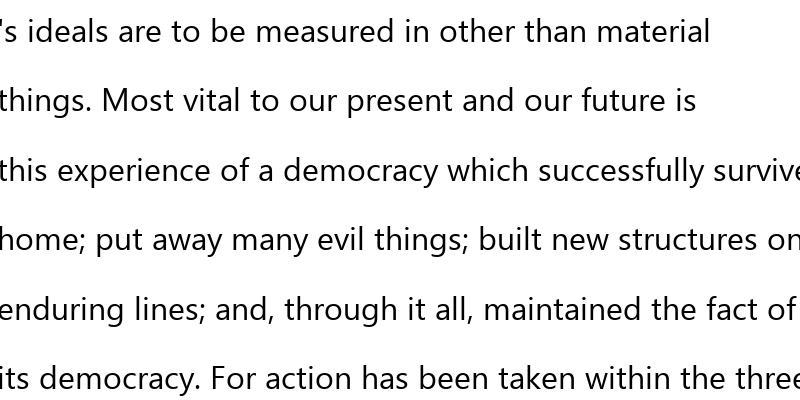 's ideals are to be measured in other than material
things. Most vital to our present and our future is
this experience of a democracy which successfully survive
home; put away many evil things; built new structures on
enduring lines; and, through it all, maintained the fact of
its democracy. For action has been taken within the three